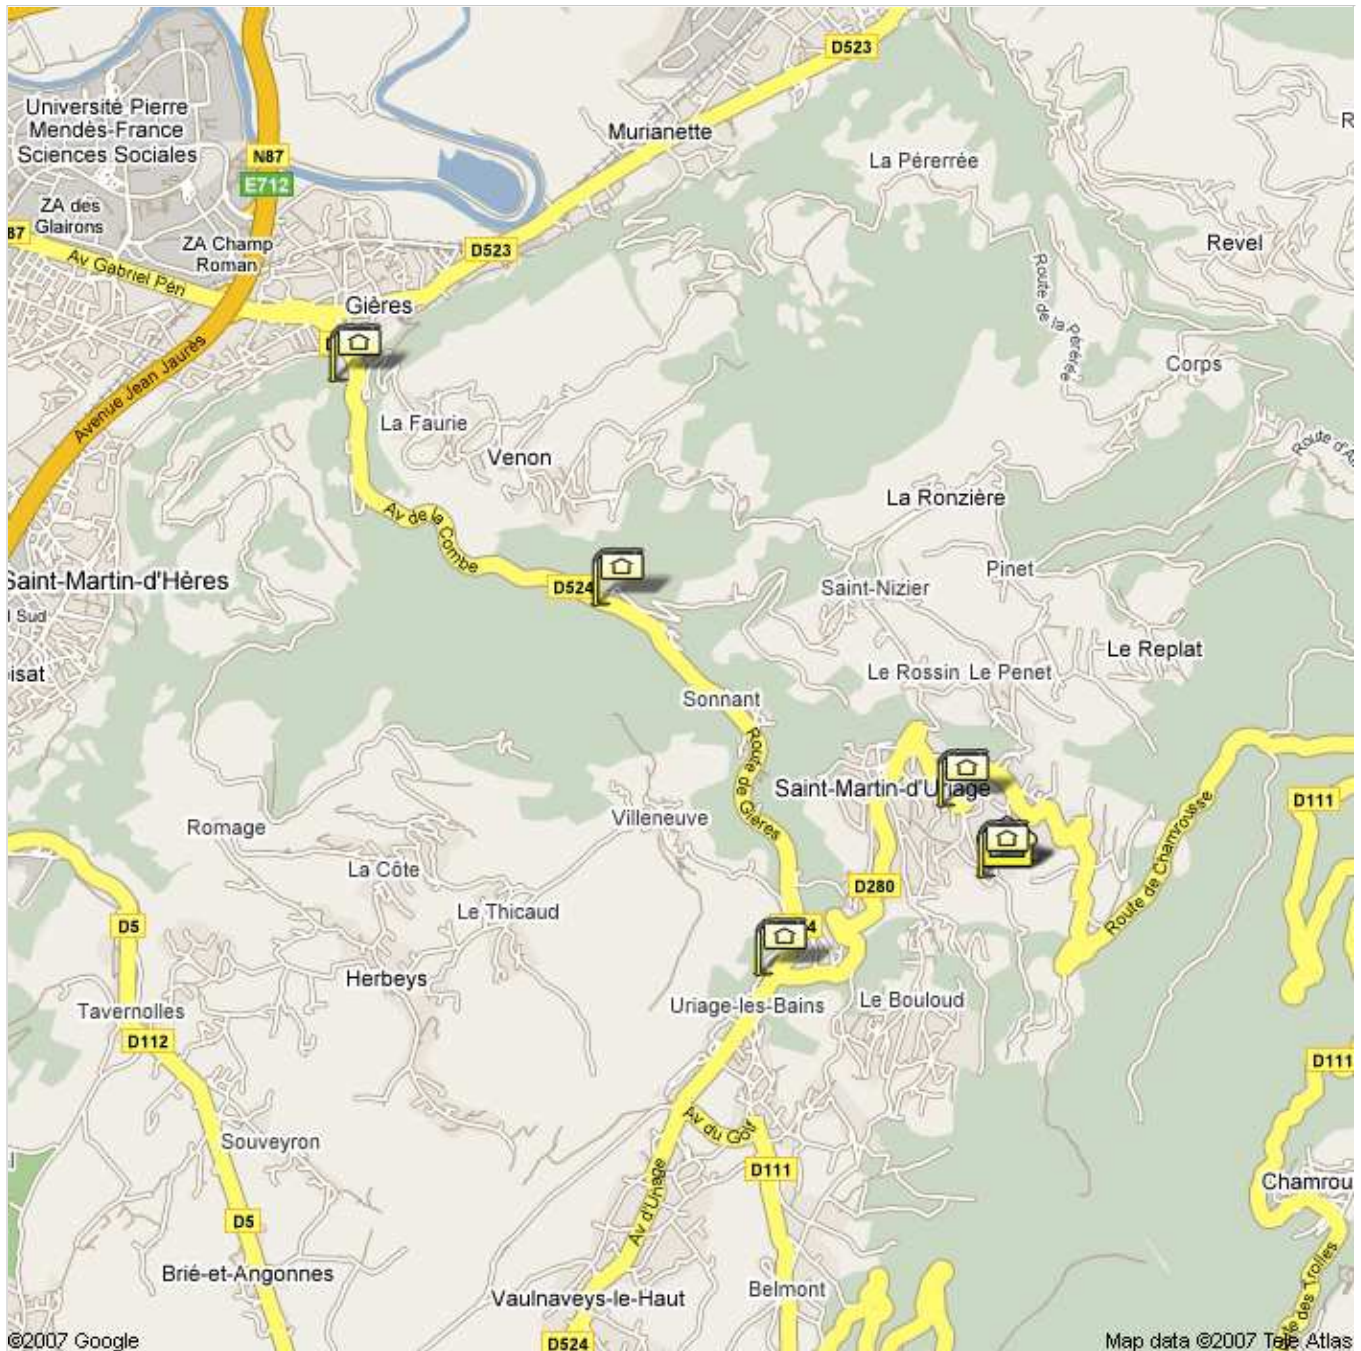 D523
Université Pierre
Mendès-France
Sciences Sociales
Murianette
La Pérerrée
N87
E712
ZA des
Glairons
87
ZA Champ
Roman
D523
Revel
Av Gabriel Péri
Gières
Route de la Pérérée
Corps
Avenue Jean Jaurès
La Faurie
Venon
La Ronzière
Av de la Combe
Saint-Martin-d'Hères
D524
Saint-Nizier
Pinet
l Sud
Le Replat
isat
Le Rossin
Le Penet
Sonnant
Route de Gières
Saint-Martin-d'Uriage
D111
Villeneuve
Romage
La Côte
D280
Route de Chamrousse
Le Thicaud
D5
4
Herbeys
Uriage-les-Bains
Le Bouloud
Tavernolles
D112
D111
Av du Golf
Souveyron
D111
Av d'Uriage
Chamrou
D5
Brié-et-Angonnes
Belmont
Vaulnaveys-le-Haut
te des Trolles
D524
©2007 Google
Map data ©2007 Tele Atlas